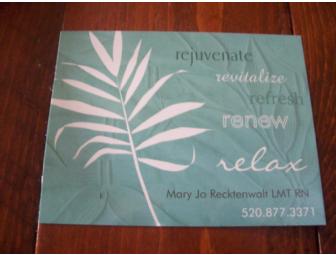 rejuvenate
revitalize
refresh
renew
relax
Mary Jo Recktenwalt LMT RN
520.877.3371